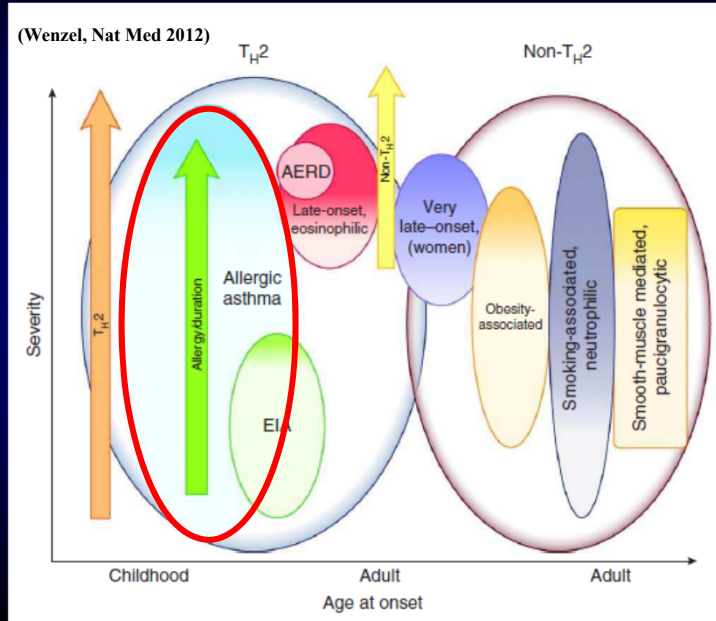 (Wenzel, Nat Med 2012)
TH2
Non-TH2
Severity
TH2
Allergy/duration
Allergic
asthma
EIA
AERD
Late–onset,
eosinophilic
Non-TH2
Very
late–onset,
(women)
Obesity-
associated
Smoking-associated,
neutrophilic
Smooth-muscle mediated,
paucigranulocytic
Childhood
Adult
Adult
Age at onset